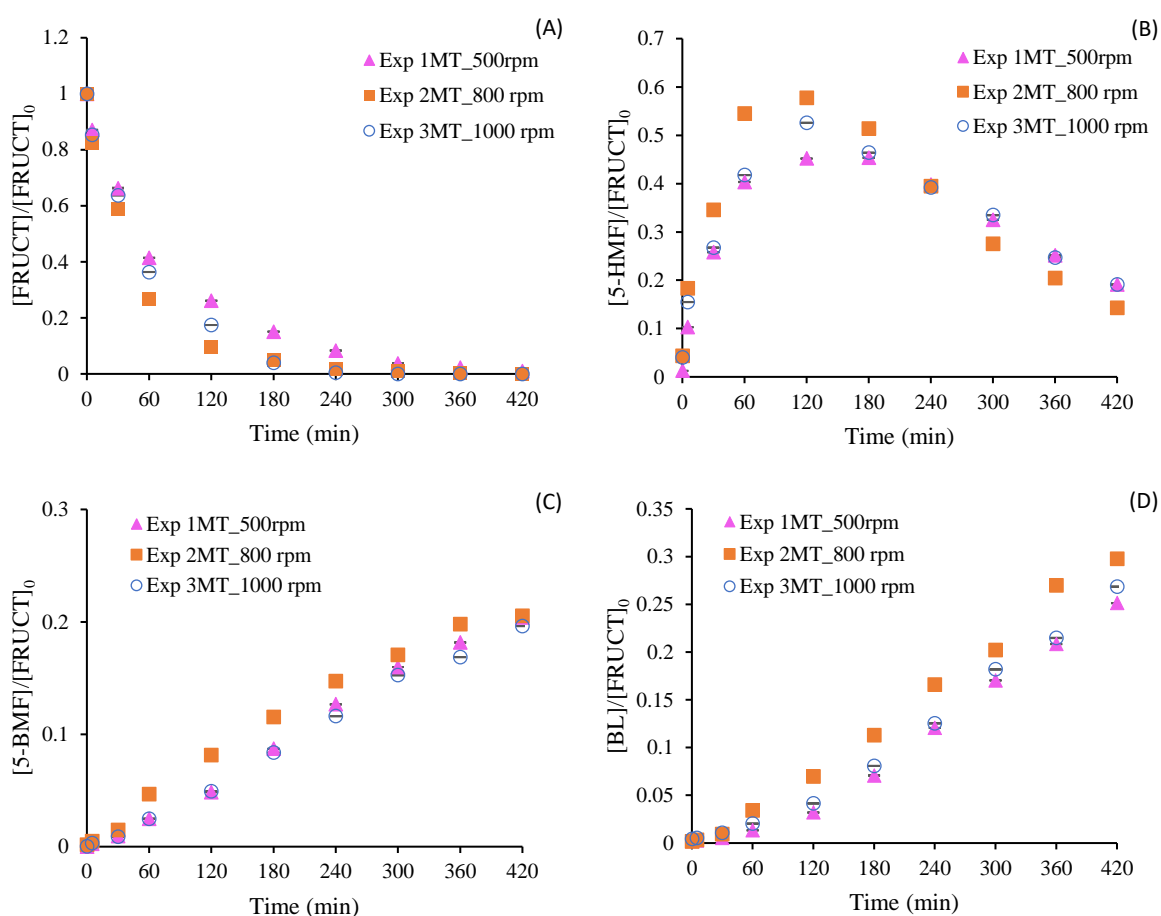 (A)
[FRUCT]/[FRUCT]0
1.2
1
0.8
0.6
0.4
0.2
0
Exp 1MT_500rpm
Exp 2MT_800 rpm
Exp 3MT_1000 rpm
0 60 120 180 240 300 360 420
Time (min)
(B)
[5-HMF]/[FRUCT]0
0.7
0.6
0.5
0.4
0.3
0.2
0.1
0
Exp 1MT_500rpm
Exp 2MT_800 rpm
Exp 3MT_1000 rpm
0 60 120 180 240 300 360 420
Time (min)
(C)
[5-BMF]/[FRUCT]0
0.3
0.2
0.1
0
Exp 1MT_500rpm
Exp 2MT_800 rpm
Exp 3MT_1000 rpm
0 60 120 180 240 300 360 420
Time (min)
(D)
[BL]/[FRUCT]0
0.35
0.3
0.25
0.2
0.15
0.1
0.05
0
Exp 1MT_500rpm
Exp 2MT_800 rpm
Exp 3MT_1000 rpm
0 60 120 180 240 300 360 420
Time (min)